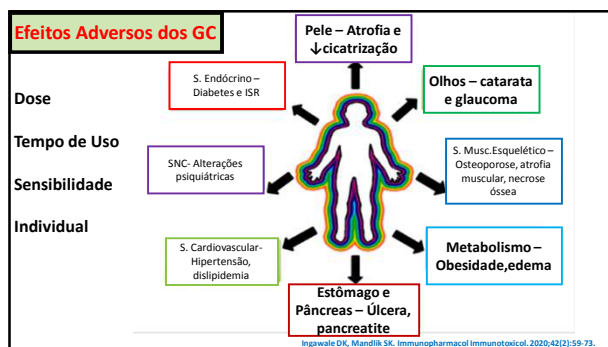 Efeitos Adversos dos GC
Pele – Atrofia e
↓cicatrização
S. Endócrino –
Diabetes e ISR
Olhos – catarata
e glaucoma
Dose
Tempo de Uso
Sensibilidade
Individual
SNC- Alterações
psiquiátricas
S. Musc.Esquelético –
Osteoporose, atrofia
muscular, necrose
óssea
S. Cardiovascular-
Hipertensão,
dislipidemia
Metabolismo –
Obesidade,edema
Estômago e
Pâncreas – Úlcera,
pancreatite
Ingawale DK, Mandlik SK. Immunopharmacol Immunotoxicol. 2020;42(2):59-73.